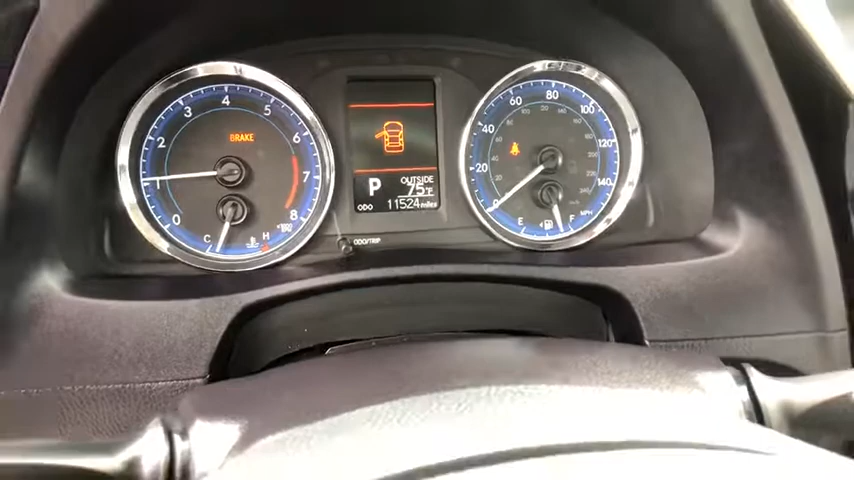 0 1 2 3 4 5 6 7 8
BRAKE
C H
OUTSIDE
P 75°F
ODO 11524 miles
ODO/TRIP
0 20 40 60 80 100 120 140
MPH
E F